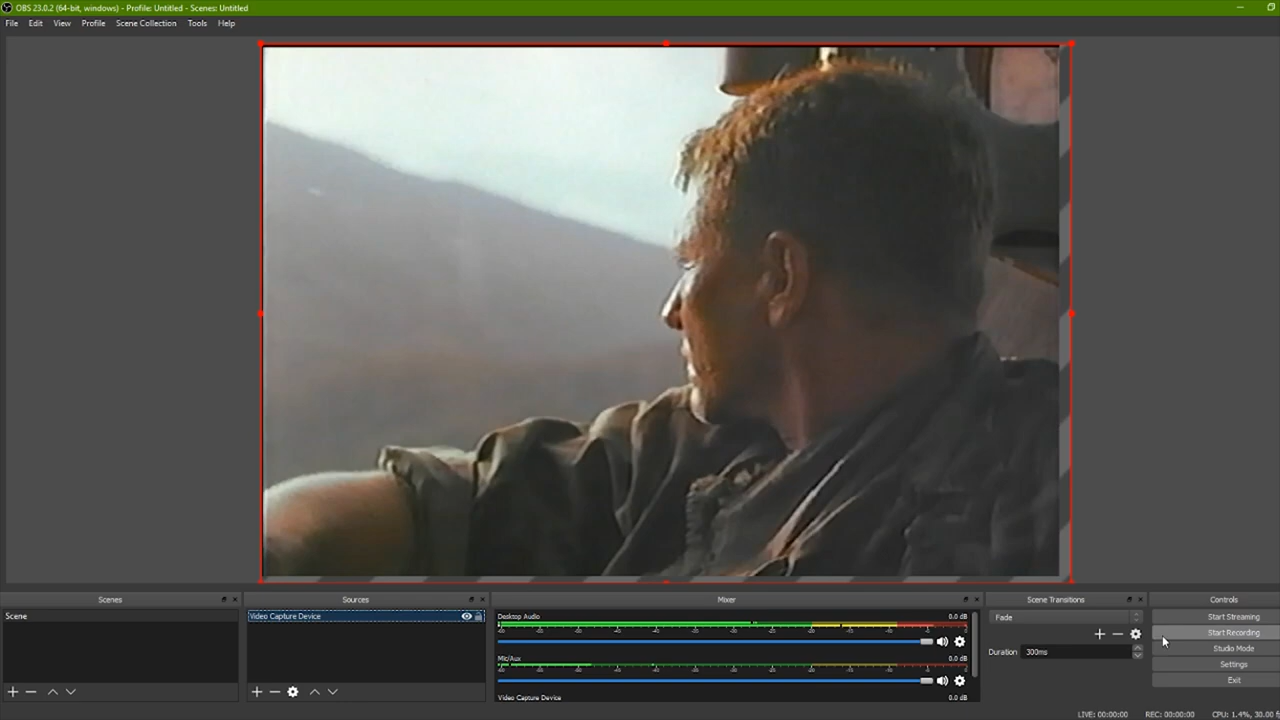 OBS 23.0.2 (64-bit, windows) - Profile: Untitled - Scenes: Untitled
File Edit View Profile Scene Collection Tools Help
Scenes Sources Mixer Scene Transitions Controls
Scene
Video Capture Device
Desktop Audio 0.0 dB
Mic/Aux 0.0 dB
Video Capture Device 0.0 dB
Fade
Duration 300ms
Start Streaming
Start Recording
Studio Mode
Settings
Exit
LIVE: 00:00:00 REC: 00:00:00 CPU: 1.4%, 30.00 f